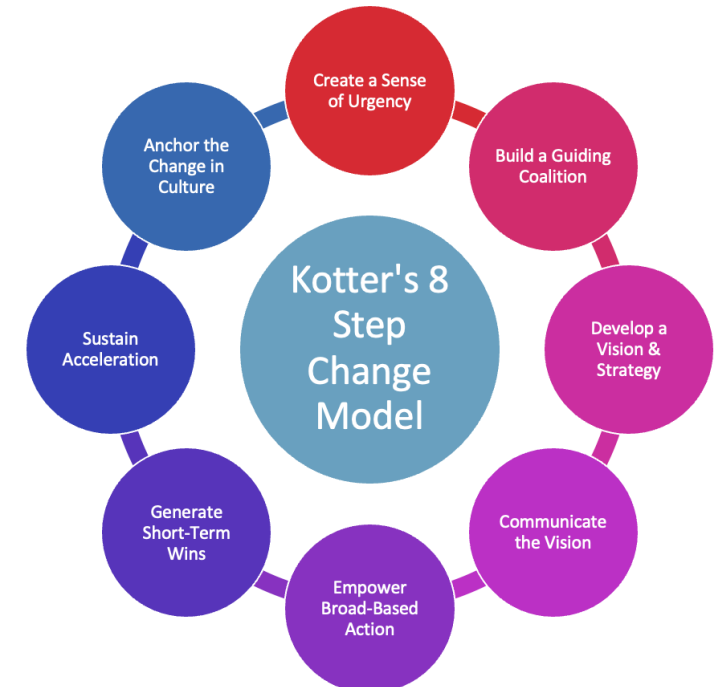 Kotter's 8
Step
Change
Model
Create a Sense
of Urgency
Build a Guiding
Coalition
Develop a
Vision &
Strategy
Communicate
the Vision
Empower
Broad-Based
Action
Generate
Short-Term
Wins
Sustain
Acceleration
Anchor the
Change in
Culture